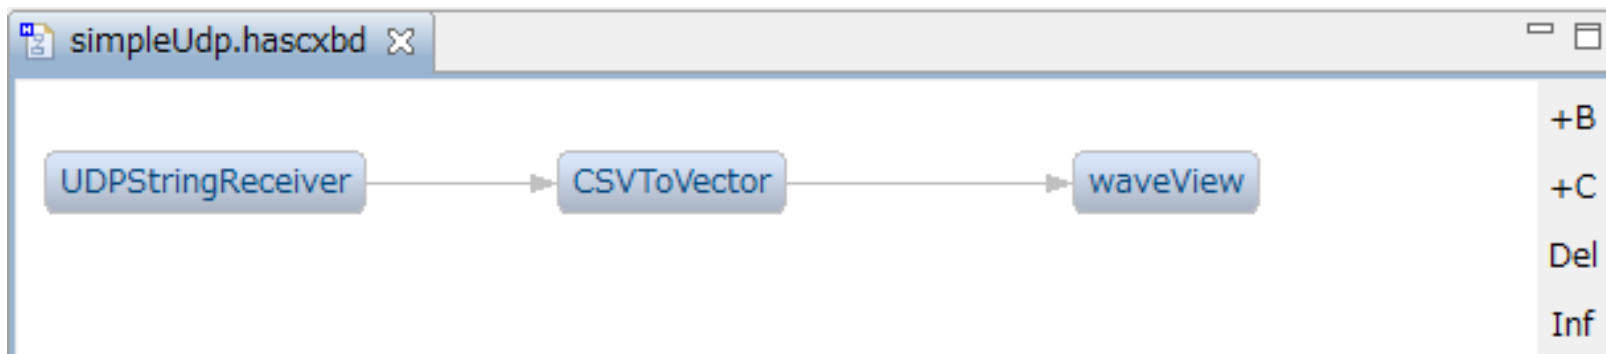 simpleUdp.hascxbd
UDPStringReceiver CSVToVector waveView
+B
+C
Del
Inf